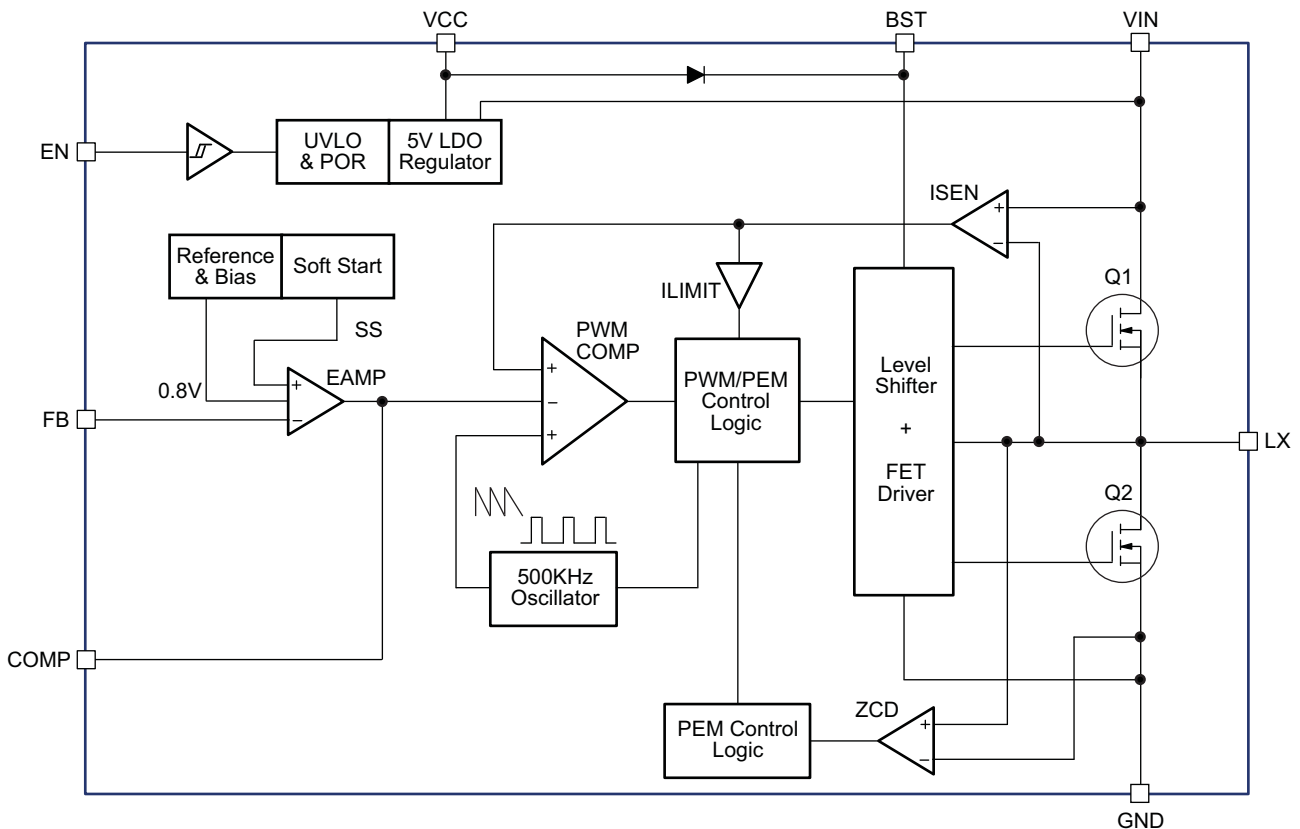 VCC
BST
VIN
EN
UVLO
& POR
5V LDO
Regulator
ISEN
+
−
Reference
& Bias
Soft Start
Q1
ILIMIT
SS
PWM
COMP
EAMP
0.8V
+
−
+
−
+
PWM/PEM
Control
Logic
Level
Shifter
+
FET
Driver
FB
LX
Q2
500KHz
Oscillator
COMP
ZCD
+
−
PEM Control
Logic
GND